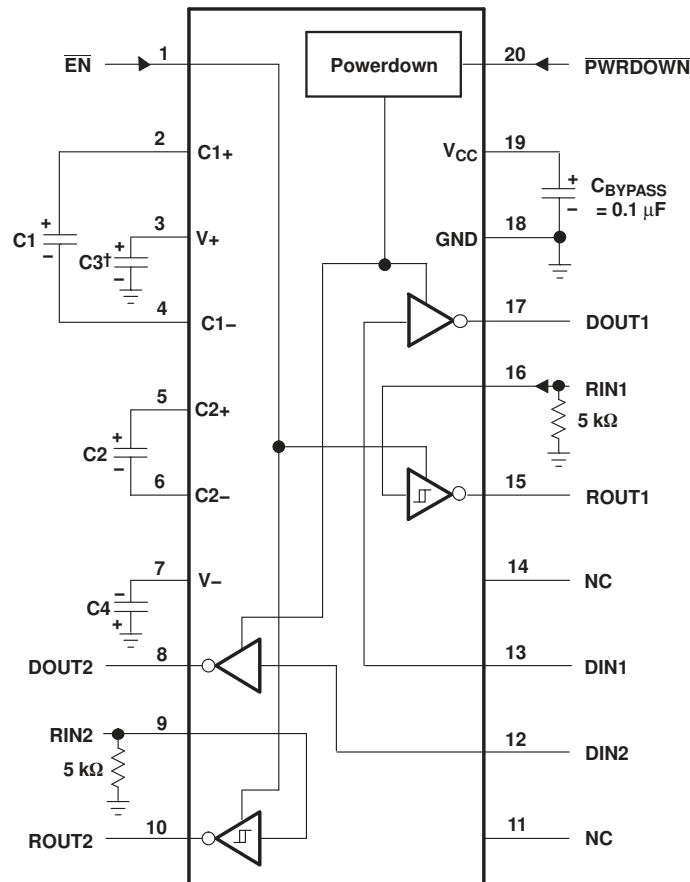 EN 1 Powerdown 20 PWRDOWN
2 C1+ VCC 19
+ C1 − + CBYPASS − = 0.1 μF
3 V+ GND 18
+ C3† −
4 C1− 17 DOUT1
5 C2+ 16 RIN1
+ C2 − 5 kΩ
6 C2− 15 ROUT1
7 V− 14 NC
− C4 +
DOUT2 8 13 DIN1
RIN2 9 12 DIN2
5 kΩ
ROUT2 10 11 NC